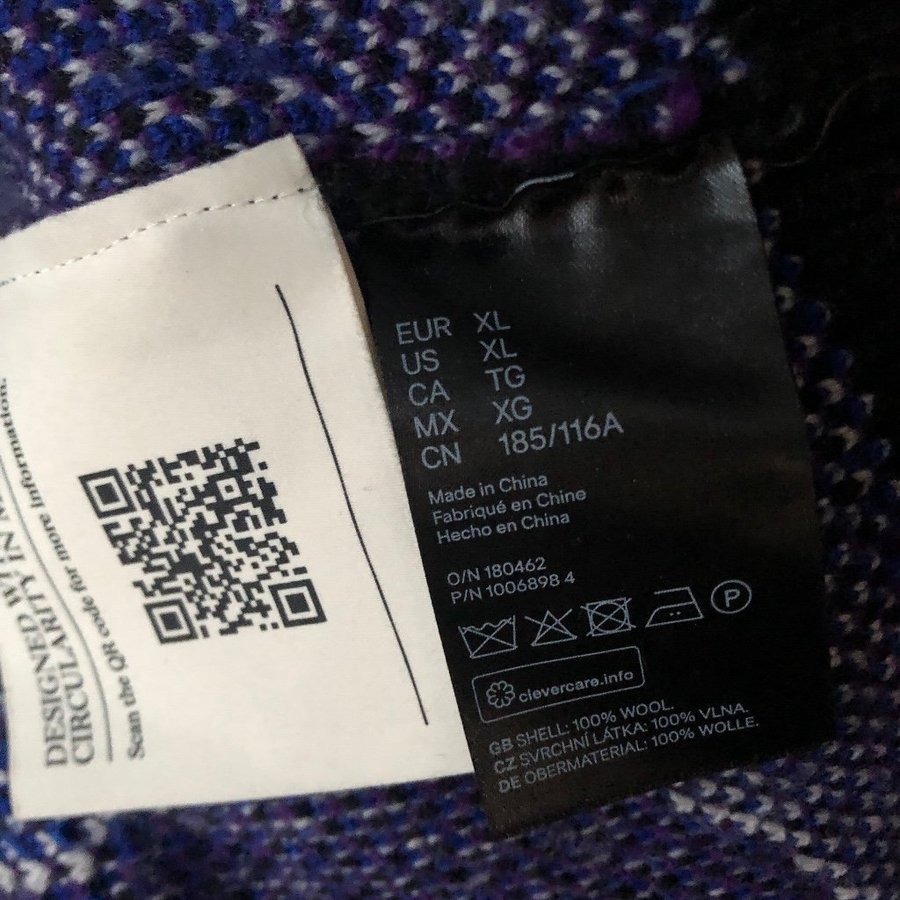 DESIGNED W
CIRCULARITY IN
Scan the QR code for more information.
EUR XL
US XL
CA TG
MX XG
CN 185/116A
Made in China
Fabriqué en Chine
Hecho en China
O/N 180462
P/N 1006898 4
P
clevercare.info
GB SHELL: 100% WOOL.
CZ SVRCHNÍ LÁTKA: 100% VLNA.
DE OBERMATERIAL: 100% WOLLE.